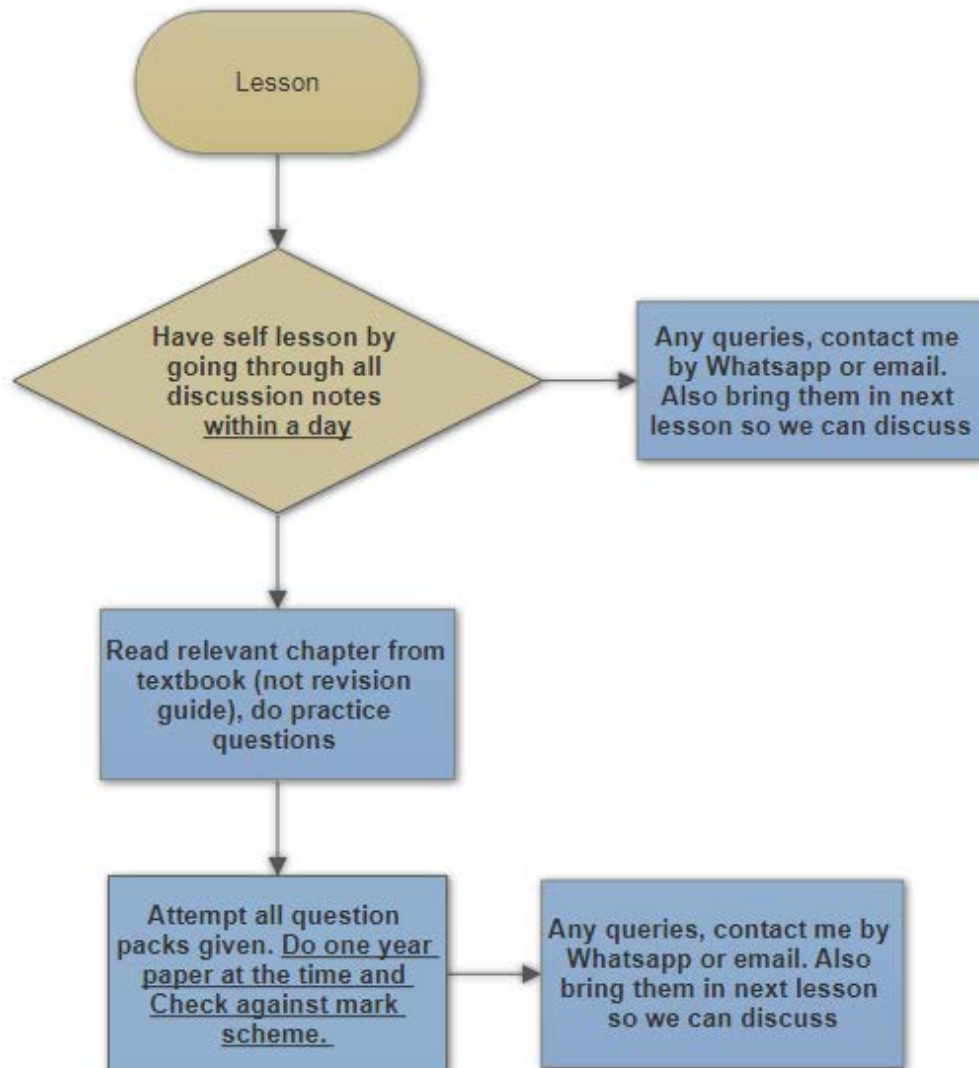 Lesson
Have self lesson by
going through all
discussion notes
within a day
Any queries, contact me
by Whatsapp or email.
Also bring them in next
lesson so we can discuss
Read relevant chapter from
textbook (not revision
guide), do practice
questions
Attempt all question
packs given. Do one year
paper at the time and
Check against mark
scheme.
Any queries, contact me by
Whatsapp or email. Also
bring them in next lesson
so we can discuss